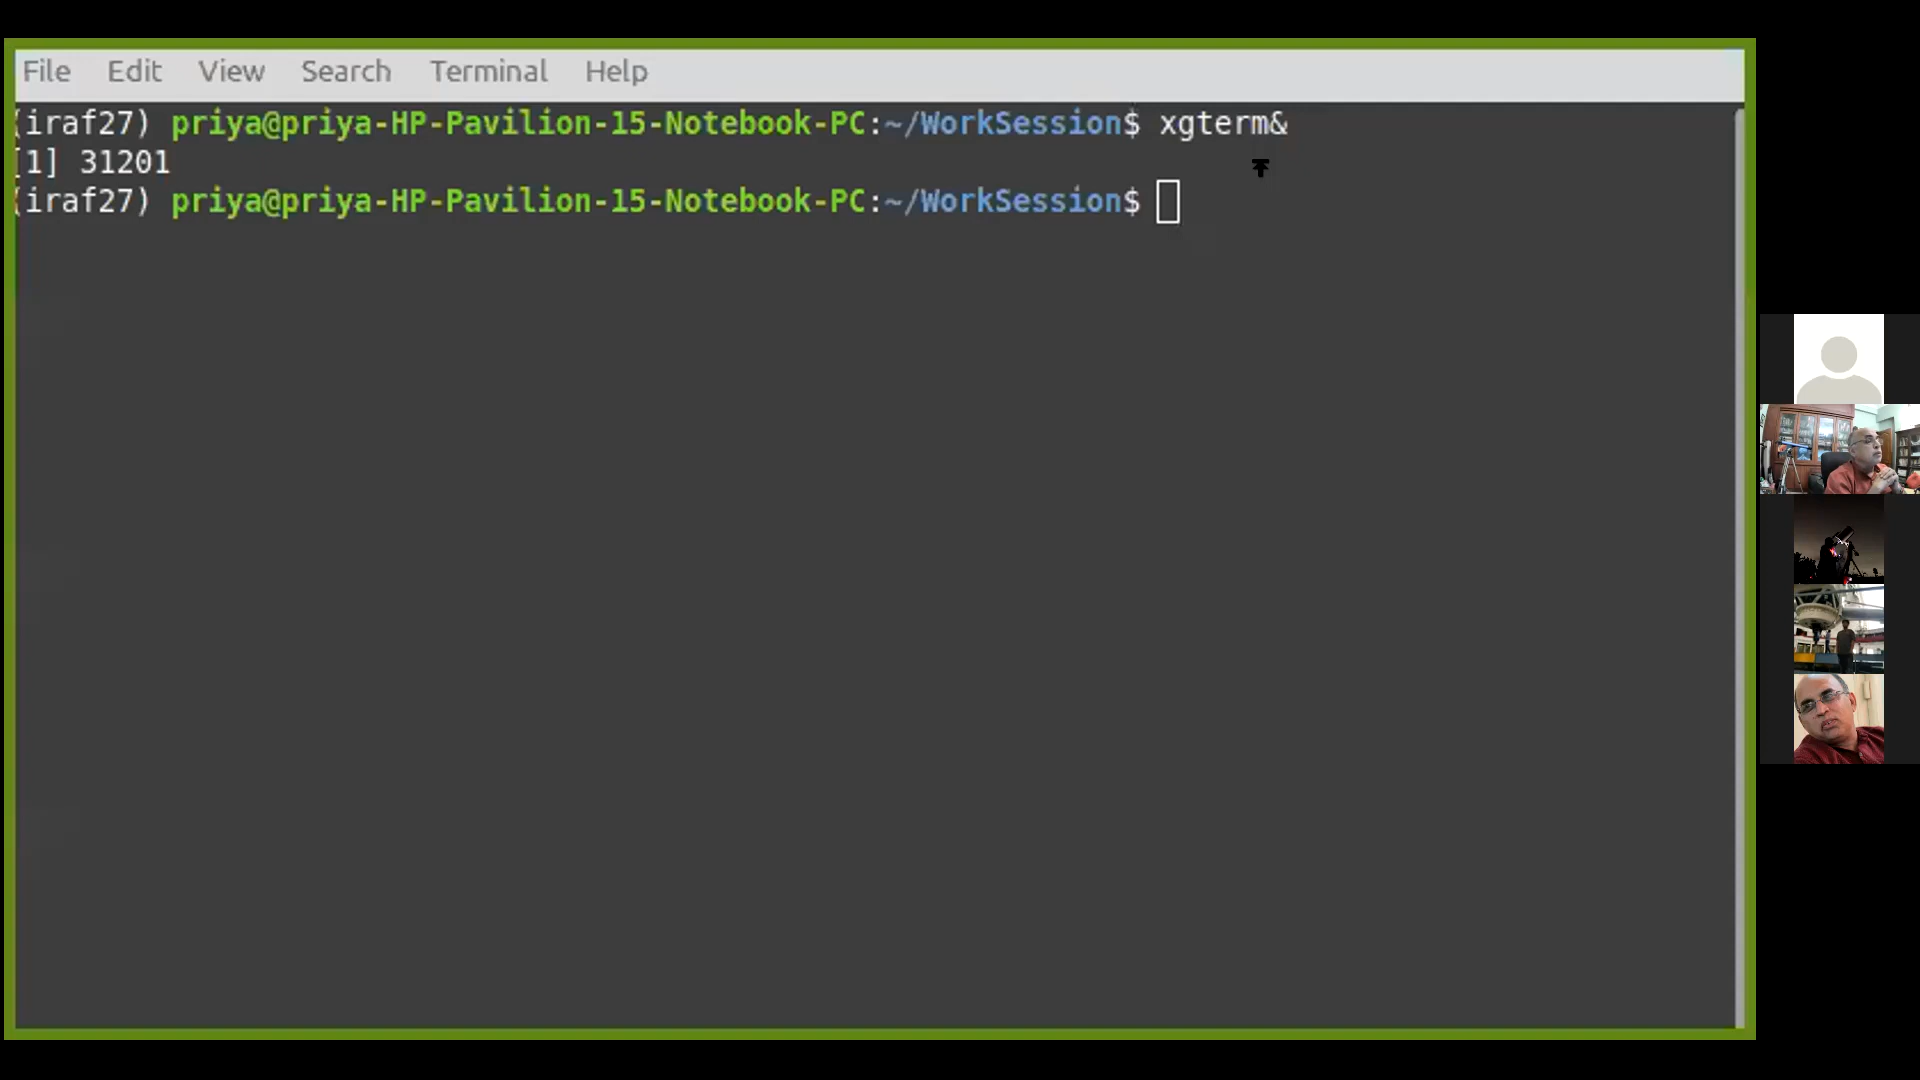 File Edit View Search Terminal Help
(iraf27) priya@priya-HP-Pavilion-15-Notebook-PC:~/WorkSession$ xgterm&
[1] 31201
(iraf27) priya@priya-HP-Pavilion-15-Notebook-PC:~/WorkSession$